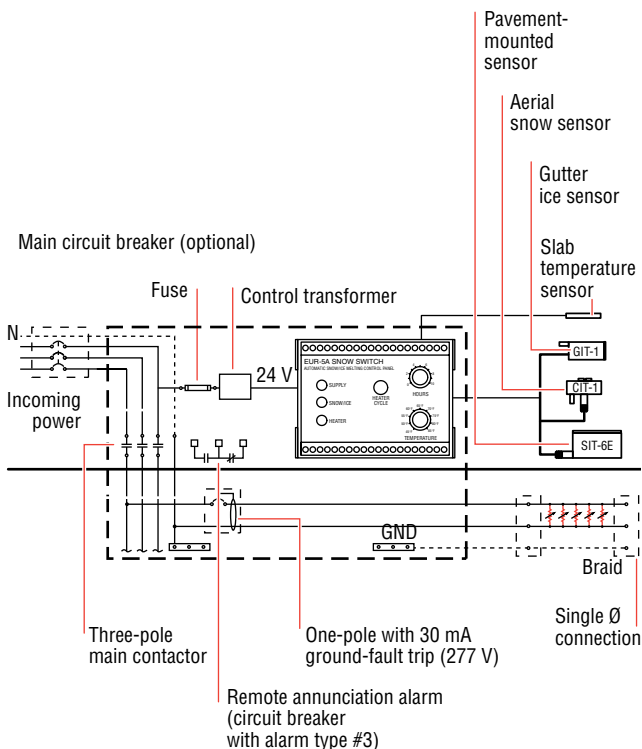 Pavement-
mounted
sensor
Aerial
snow sensor
Gutter
ice sensor
Slab
temperature
sensor
Main circuit breaker (optional)
Fuse
Control transformer
N
Incoming
power
24 V
EUR-5A SNOW SWITCH
AUTOMATIC SNOW/ICE MELTING CONTROL PANEL
SUPPLY
SNOW/ICE
HEATER
HEATER
CYCLE
HOURS
TEMPERATURE
GIT-1
CIT-1
SIT-6E
GND
Braid
Three-pole
main contactor
One-pole with 30 mA
ground-fault trip (277 V)
Single Ø
connection
Remote annunciation alarm
(circuit breaker
with alarm type #3)